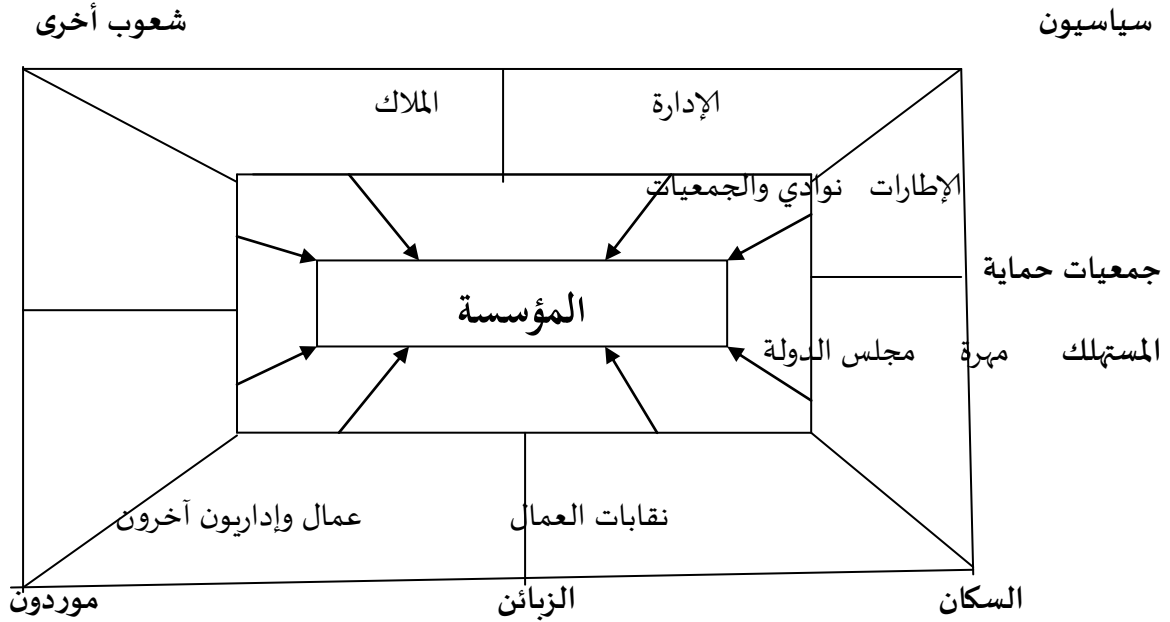 سياسيون شعوب أخرى
الإدارة الملاك
الإطارات نوادي والجمعيات
جمعيات حماية
المؤسسة
المستهلك مهرة مجلس الدولة
نقابات العمال عمال وإداريون آخرون
السكان الزبائن موردون